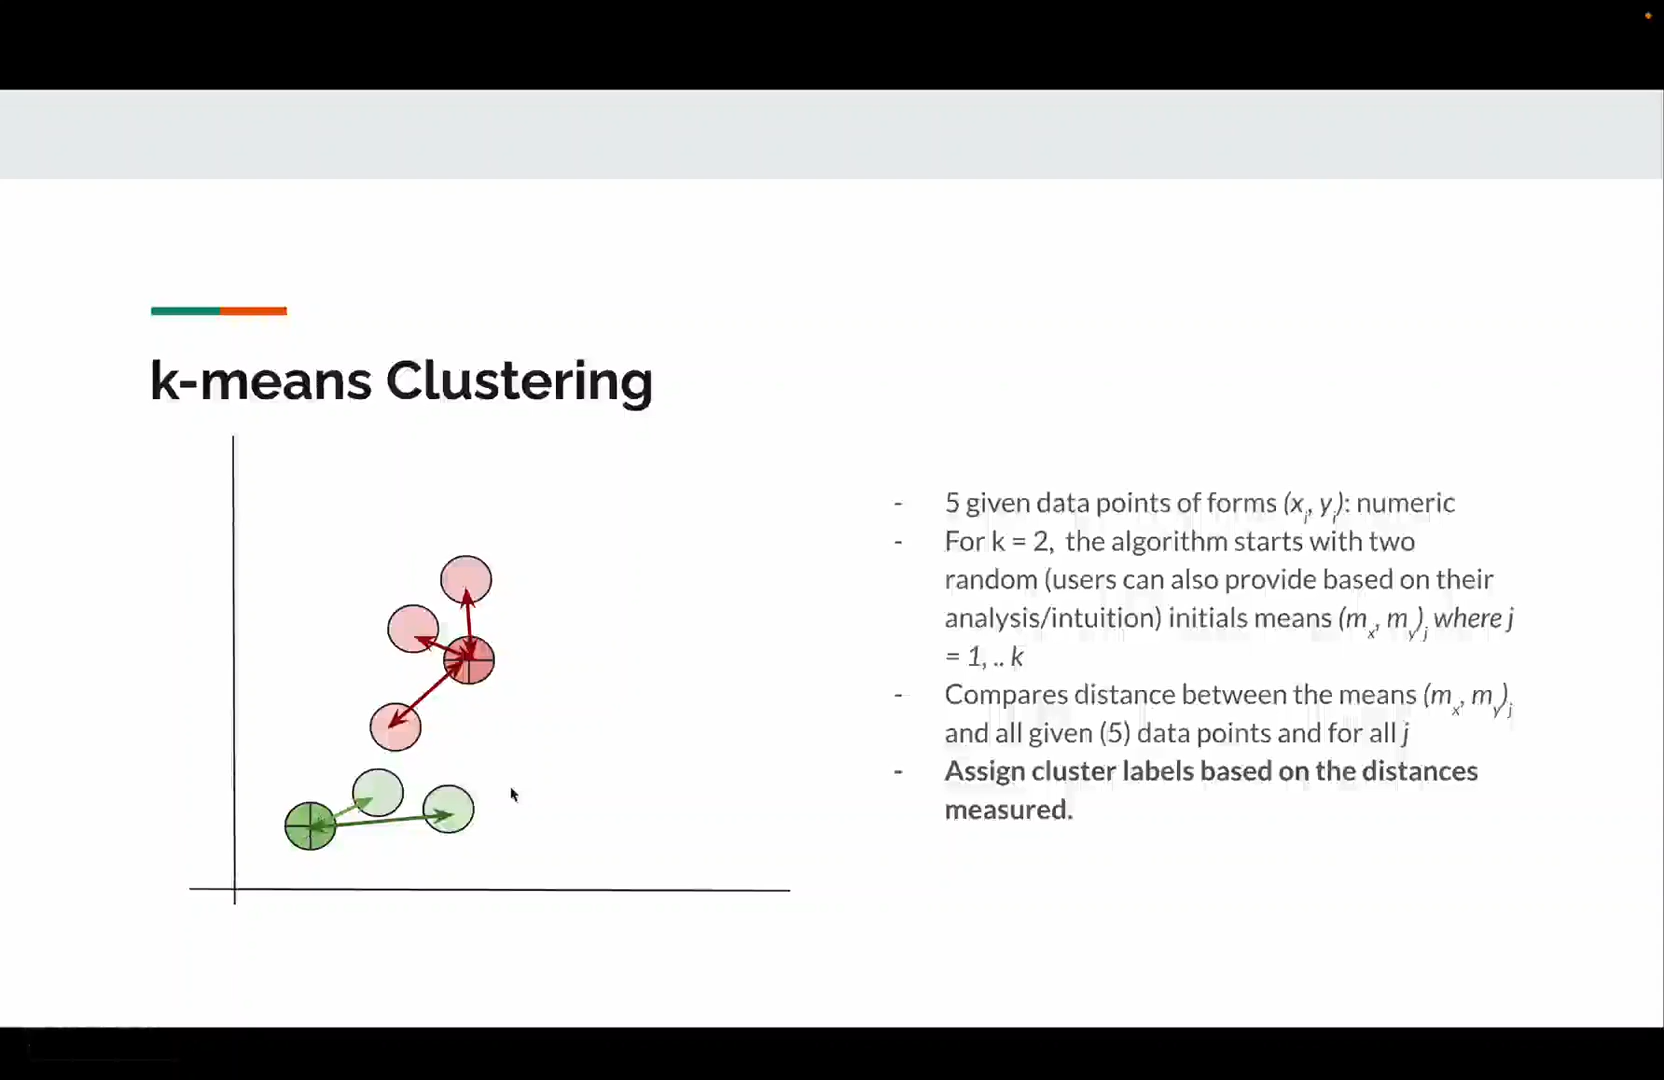 k-means Clustering
- 5 given data points of forms (x_i, y_i): numeric
- For k = 2, the algorithm starts with two
random (users can also provide based on their
analysis/intuition) initials means (m_x, m_y)_j where j
= 1, .. k
- Compares distance between the means (m_x, m_y)_j
and all given (5) data points and for all j
- Assign cluster labels based on the distances
measured.